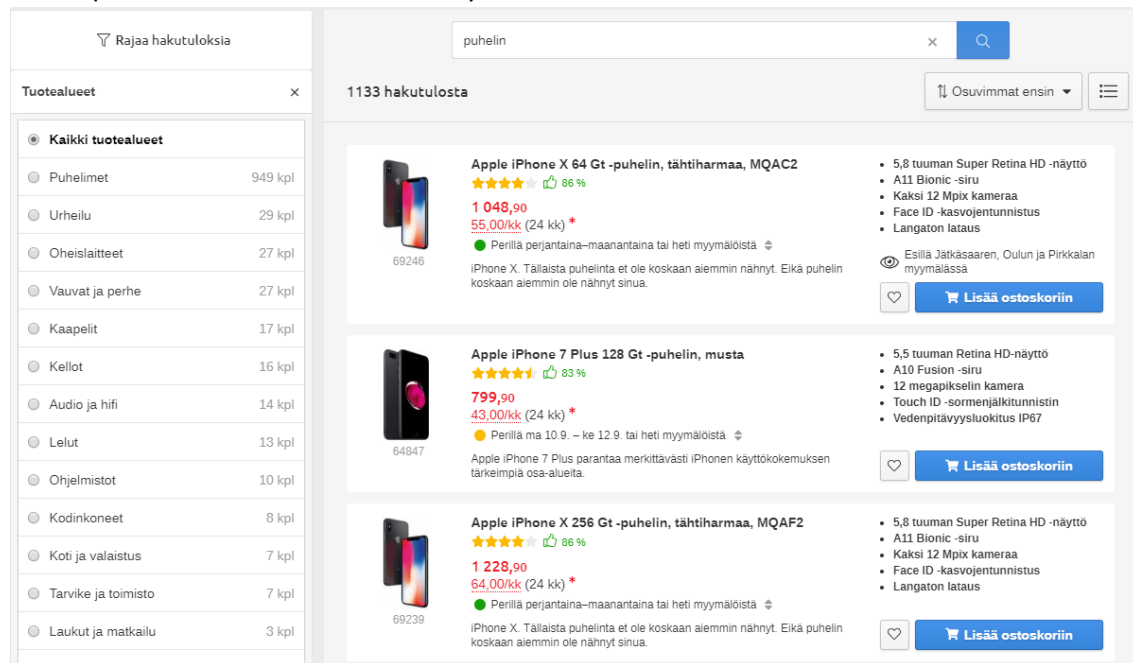 Rajaa hakutuloksia
puhelin
Tuotealueet ×
1133 hakutulosta
Osuvimmat ensin
Kaikki tuotealueet
Puhelimet 949 kpl
Urheilu 29 kpl
Oheislaitteet 27 kpl
Vauvat ja perhe 27 kpl
Kaapelit 17 kpl
Kellot 16 kpl
Audio ja hifi 14 kpl
Lelut 13 kpl
Ohjelmistot 10 kpl
Kodinkoneet 8 kpl
Koti ja valaistus 7 kpl
Tarvike ja toimisto 7 kpl
Laukut ja matkailu 3 kpl
Apple iPhone X 64 Gt -puhelin, tähtiharmaa, MQAC2
86 %
1 048,90
55,00/kk (24 kk) *
Perillä perjantaina–maanantaina tai heti myymälöistä
iPhone X. Tällaista puhelinta et ole koskaan aiemmin nähnyt. Eikä puhelin
koskaan aiemmin ole nähnyt sinua.
69246
• 5,8 tuuman Super Retina HD -näyttö
• A11 Bionic -siru
• Kaksi 12 Mpix kameraa
• Face ID -kasvojentunnistus
• Langaton lataus
Esillä Jätkäsaaren, Oulun ja Pirkkalan
myymälässä
Lisää ostoskoriin
Apple iPhone 7 Plus 128 Gt -puhelin, musta
83 %
799,90
43,00/kk (24 kk) *
Perillä ma 10.9. – ke 12.9. tai heti myymälöistä
Apple iPhone 7 Plus parantaa merkittävästi iPhonen käyttökokemuksen
tärkeimpiä osa-alueita.
64847
• 5,5 tuuman Retina HD-näyttö
• A10 Fusion -siru
• 12 megapikselin kamera
• Touch ID -sormenjälkitunnistin
• Vedenpitävyysluokitus IP67
Lisää ostoskoriin
Apple iPhone X 256 Gt -puhelin, tähtiharmaa, MQAF2
86 %
1 228,90
64,00/kk (24 kk) *
Perillä perjantaina–maanantaina tai heti myymälöistä
iPhone X. Tällaista puhelinta et ole koskaan aiemmin nähnyt. Eikä puhelin
koskaan aiemmin ole nähnyt sinua.
69239
• 5,8 tuuman Super Retina HD -näyttö
• A11 Bionic -siru
• Kaksi 12 Mpix kameraa
• Face ID -kasvojentunnistus
• Langaton lataus
Lisää ostoskoriin